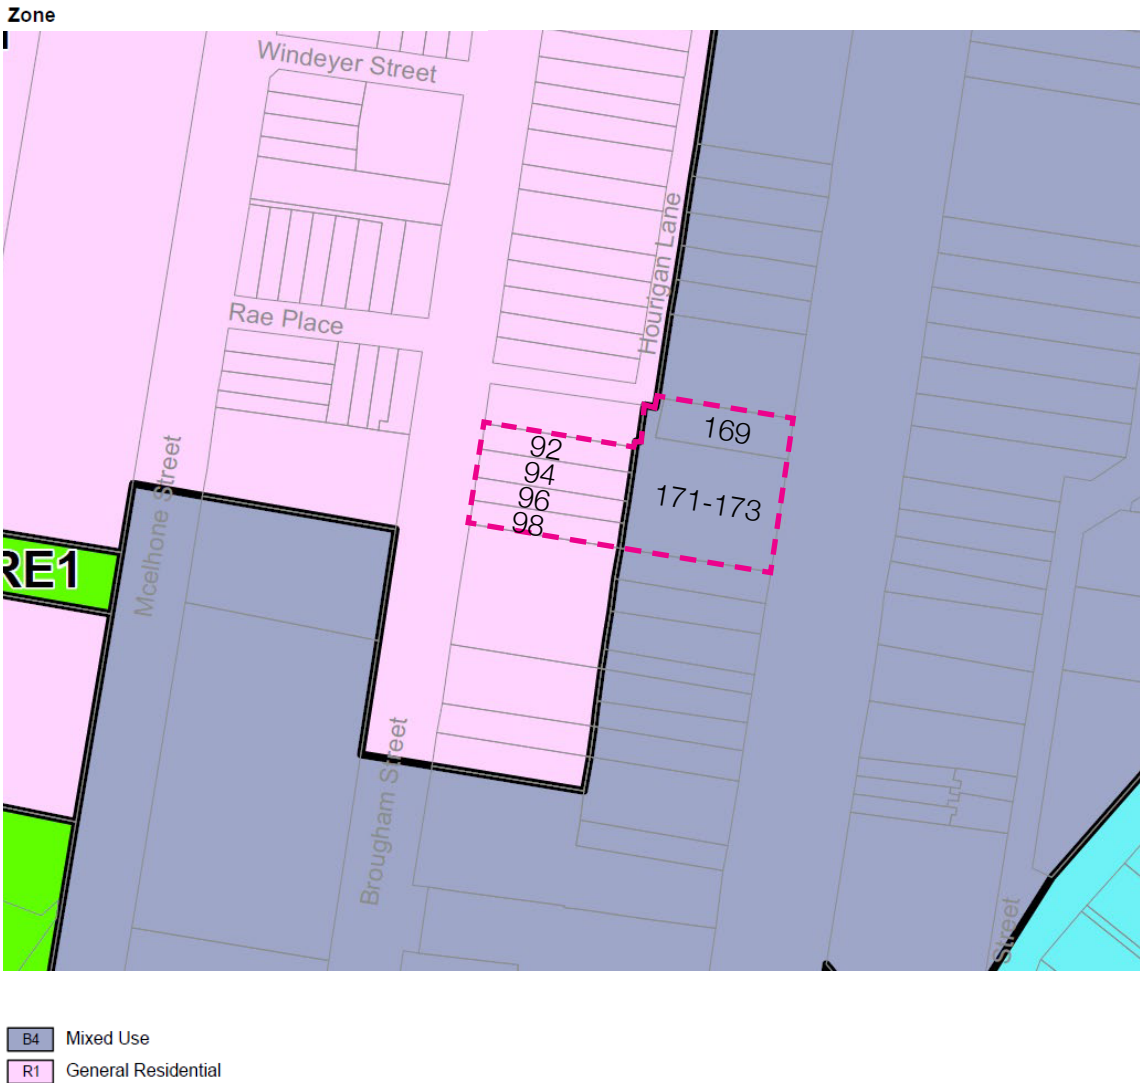 Zone
Windeyer Street
Hourigan Lane
Rae Place
169
92
94
96
98
171-173
Mcelhone Street
RE1
Brougham Street
Street
B4 Mixed Use
R1 General Residential